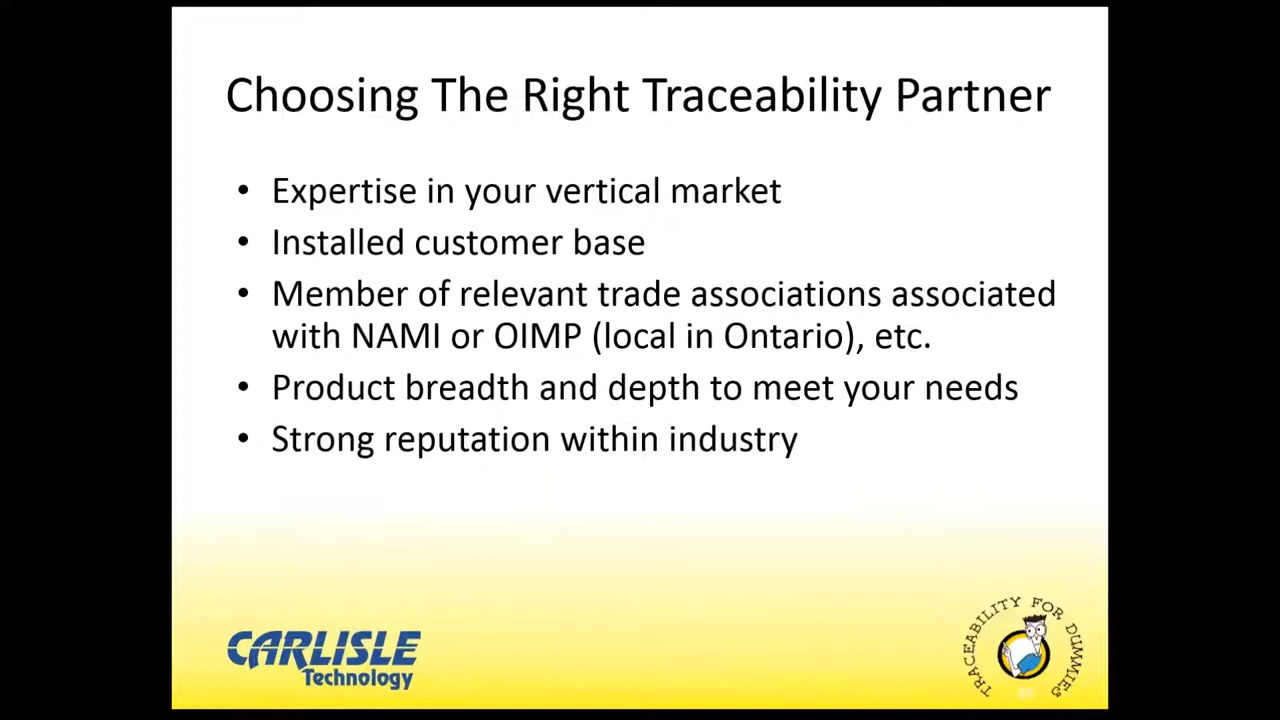 Choosing The Right Traceability Partner
• Expertise in your vertical market
• Installed customer base
• Member of relevant trade associations associated
with NAMI or OIMP (local in Ontario), etc.
• Product breadth and depth to meet your needs
• Strong reputation within industry
CARLISLE
Technology
TRACEABILITY FOR DUMMIES